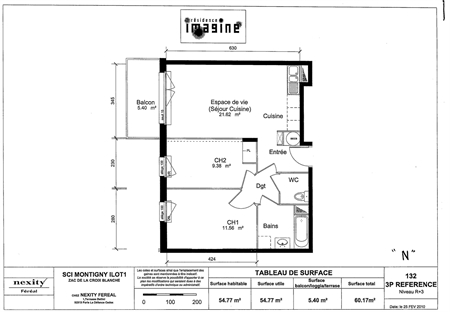 résidence
imagine
630
345
Balcon
5.40 m²
Espace de vie
(Séjour Cuisine)
21.62 m²
Cuisine
Entrée
230
CH2
9.38 m²
P
WC
Dgt
280
CH1
11.56 m²
Bains
424
"N"
nexity
Féréal
SCI MONTIGNY ILOT1
ZAC DE LA CROIX BLANCHE
Chez NEXITY FEREAL
0 100 200
TABLEAU DE SURFACE
Surface habitable
Surface utile
Surface balcon/loggia/terrasse
Surface total
54.77 m²
54.77 m²
5.40 m²
60.17m²
132
3P REFERENCE
Niveau R+3
Date: le 25 FEV 2010